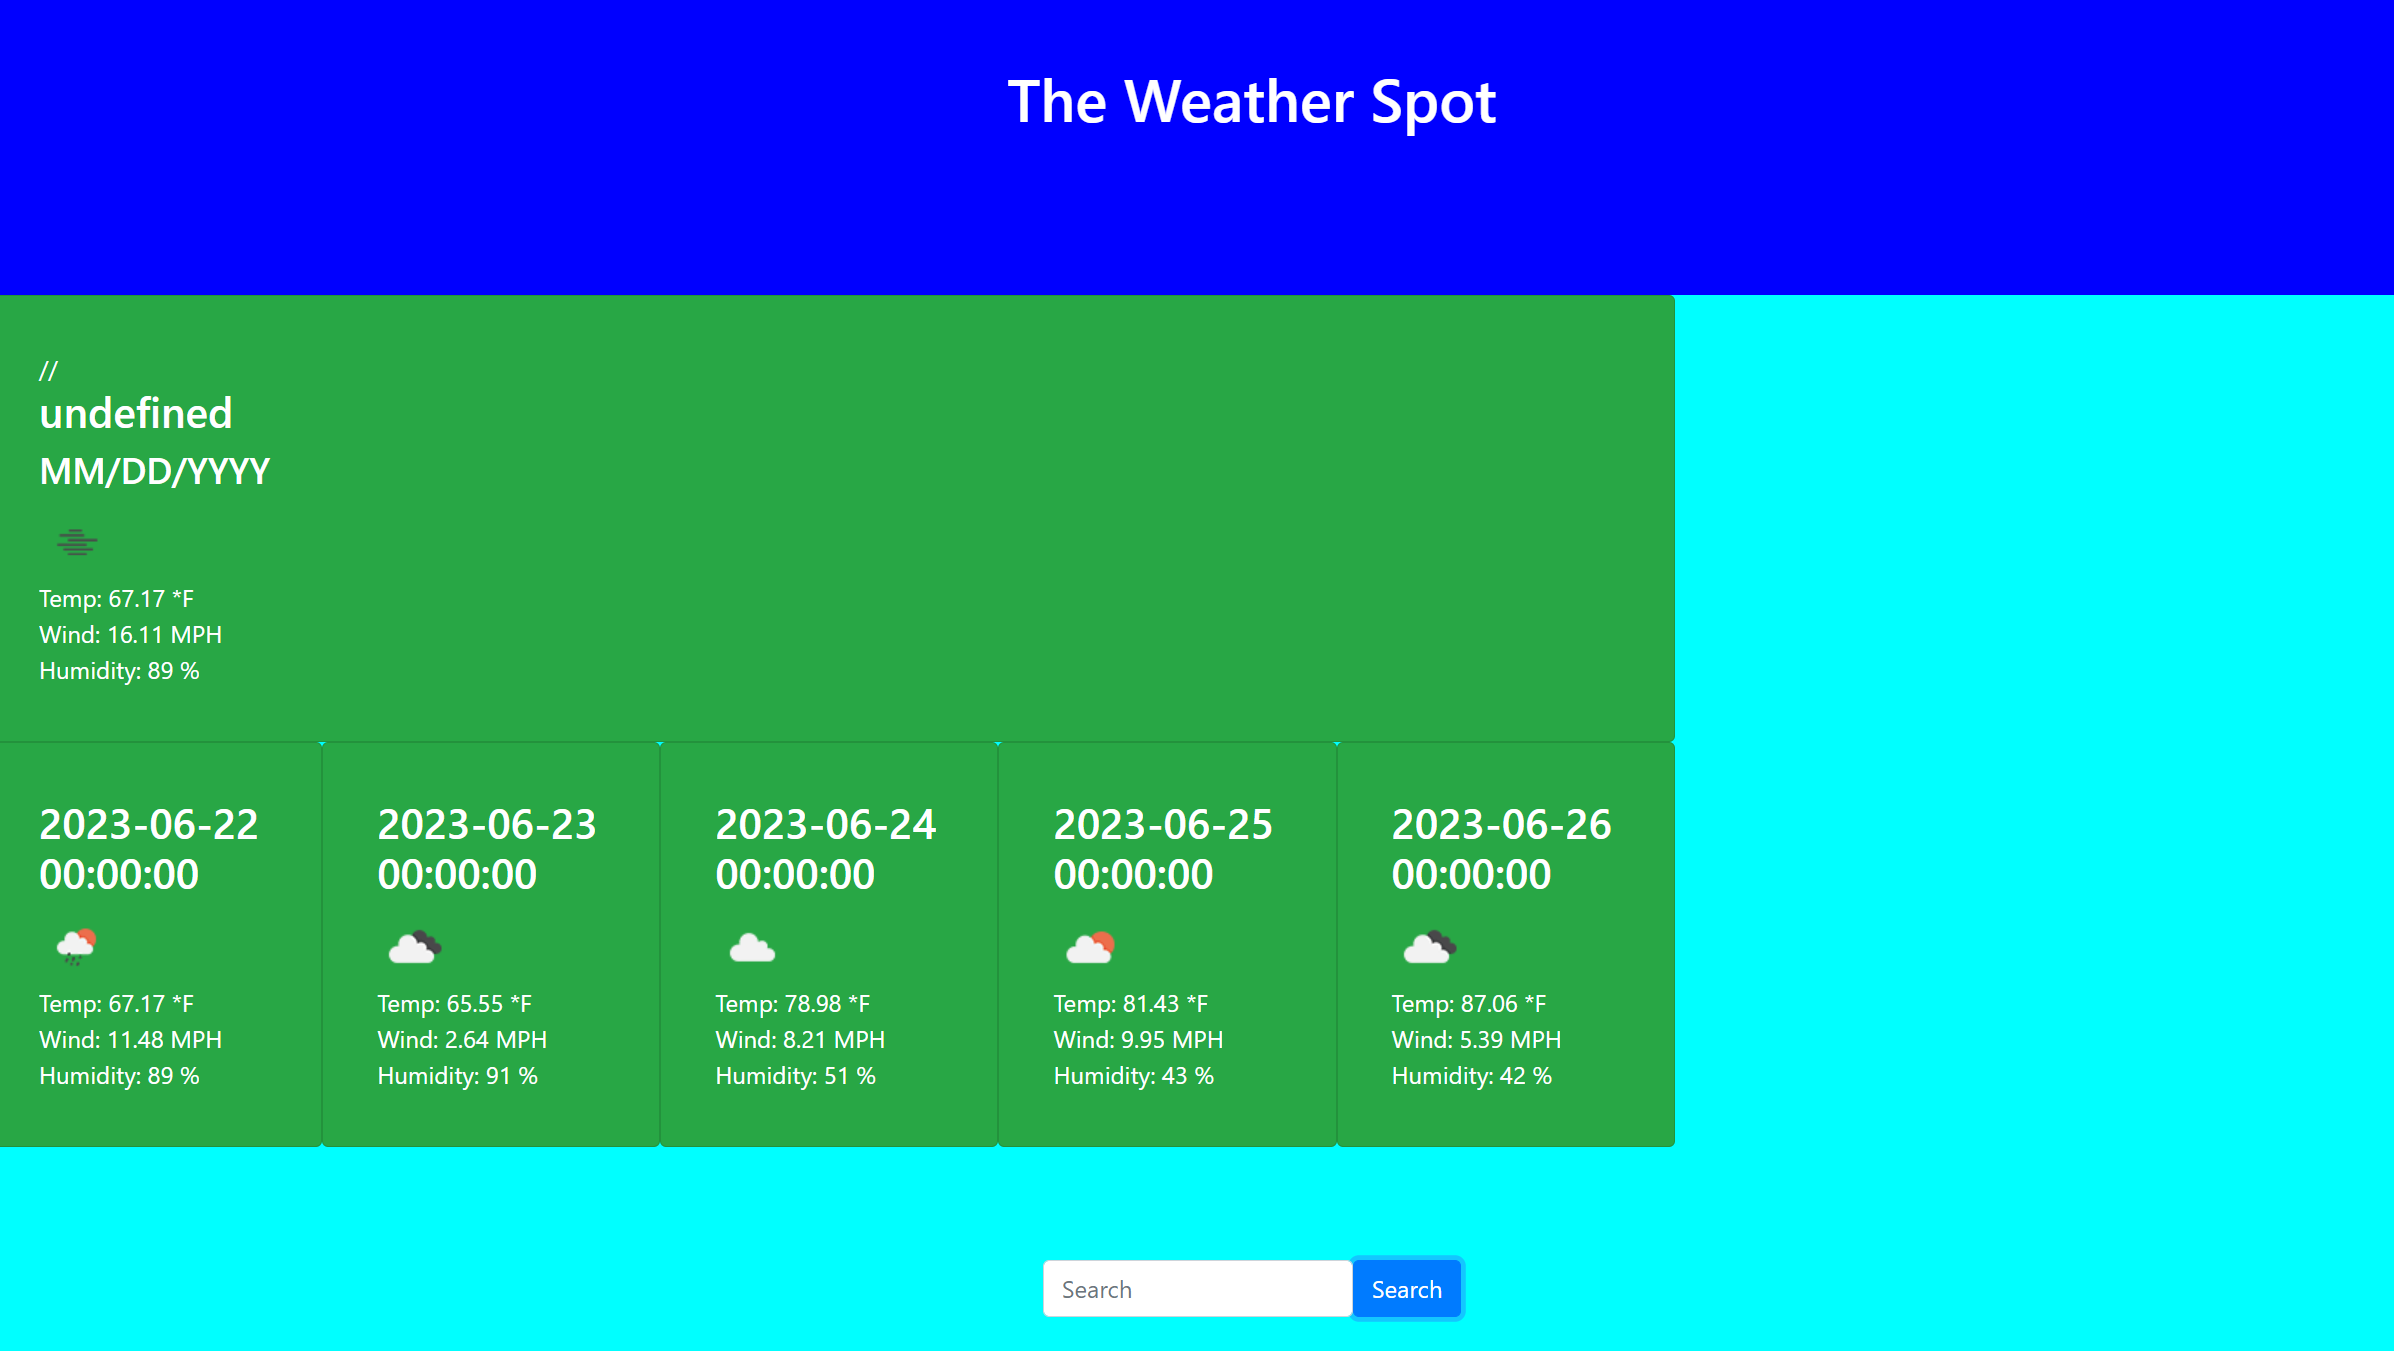 The Weather Spot
//
undefined
MM/DD/YYYY
Temp: 67.17 *F
Wind: 16.11 MPH
Humidity: 89 %
2023-06-22
00:00:00
Temp: 67.17 *F
Wind: 11.48 MPH
Humidity: 89 %
2023-06-23
00:00:00
Temp: 65.55 *F
Wind: 2.64 MPH
Humidity: 91 %
2023-06-24
00:00:00
Temp: 78.98 *F
Wind: 8.21 MPH
Humidity: 51 %
2023-06-25
00:00:00
Temp: 81.43 *F
Wind: 9.95 MPH
Humidity: 43 %
2023-06-26
00:00:00
Temp: 87.06 *F
Wind: 5.39 MPH
Humidity: 42 %
Search
Search